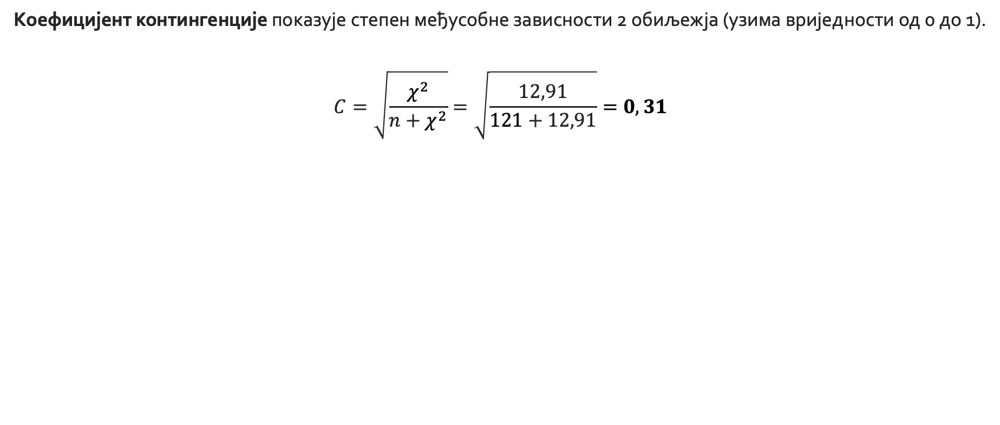 Коефицијент контингенције показује степен међусобне зависности 2 обиљежја (узима вриједности од 0 до 1).
C = √(χ²/(n + χ²)) = √(12,91/(121 + 12,91)) = 0,31